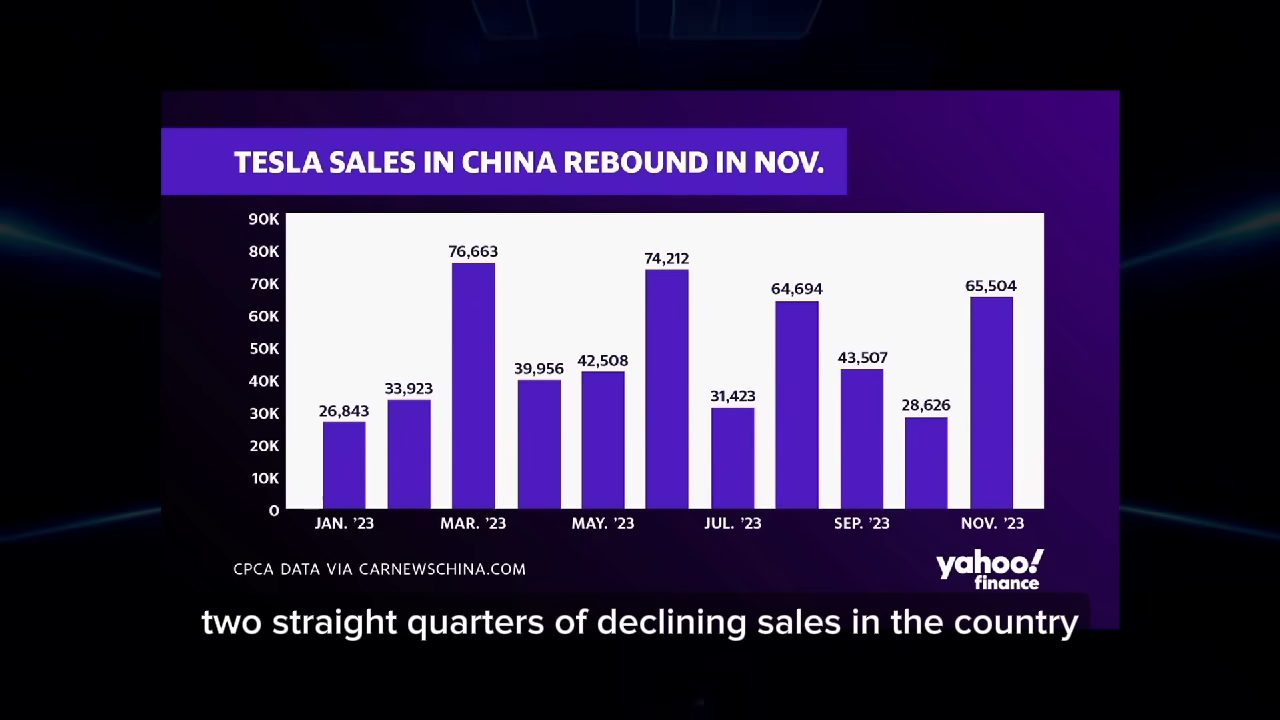 TESLA SALES IN CHINA REBOUND IN NOV.
90K
80K
70K
60K
50K
40K
30K
20K
10K
0
26,843
33,923
76,663
39,956
42,508
74,212
31,423
64,694
43,507
28,626
65,504
JAN. ’23
MAR. ’23
MAY. ’23
JUL. ’23
SEP. ’23
NOV. ’23
CPCA DATA VIA CARNEWSCHINA.COM
yahoo!
finance
two straight quarters of declining sales in the country